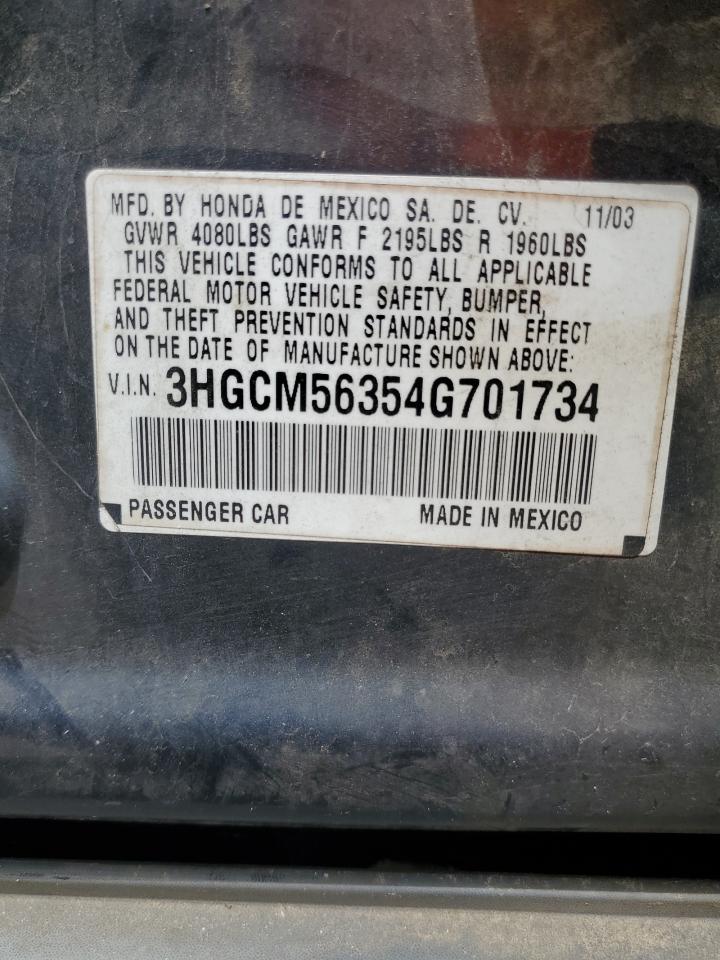 MFD. BY HONDA DE MEXICO SA. DE. CV. 11/03
GVWR 4080LBS GAWR F 2195LBS R 1960LBS
THIS VEHICLE CONFORMS TO ALL APPLICABLE
FEDERAL MOTOR VEHICLE SAFETY, BUMPER,
AND THEFT PREVENTION STANDARDS IN EFFECT
ON THE DATE OF MANUFACTURE SHOWN ABOVE:
V.I.N. 3HGCM56354G701734
PASSENGER CAR MADE IN MEXICO